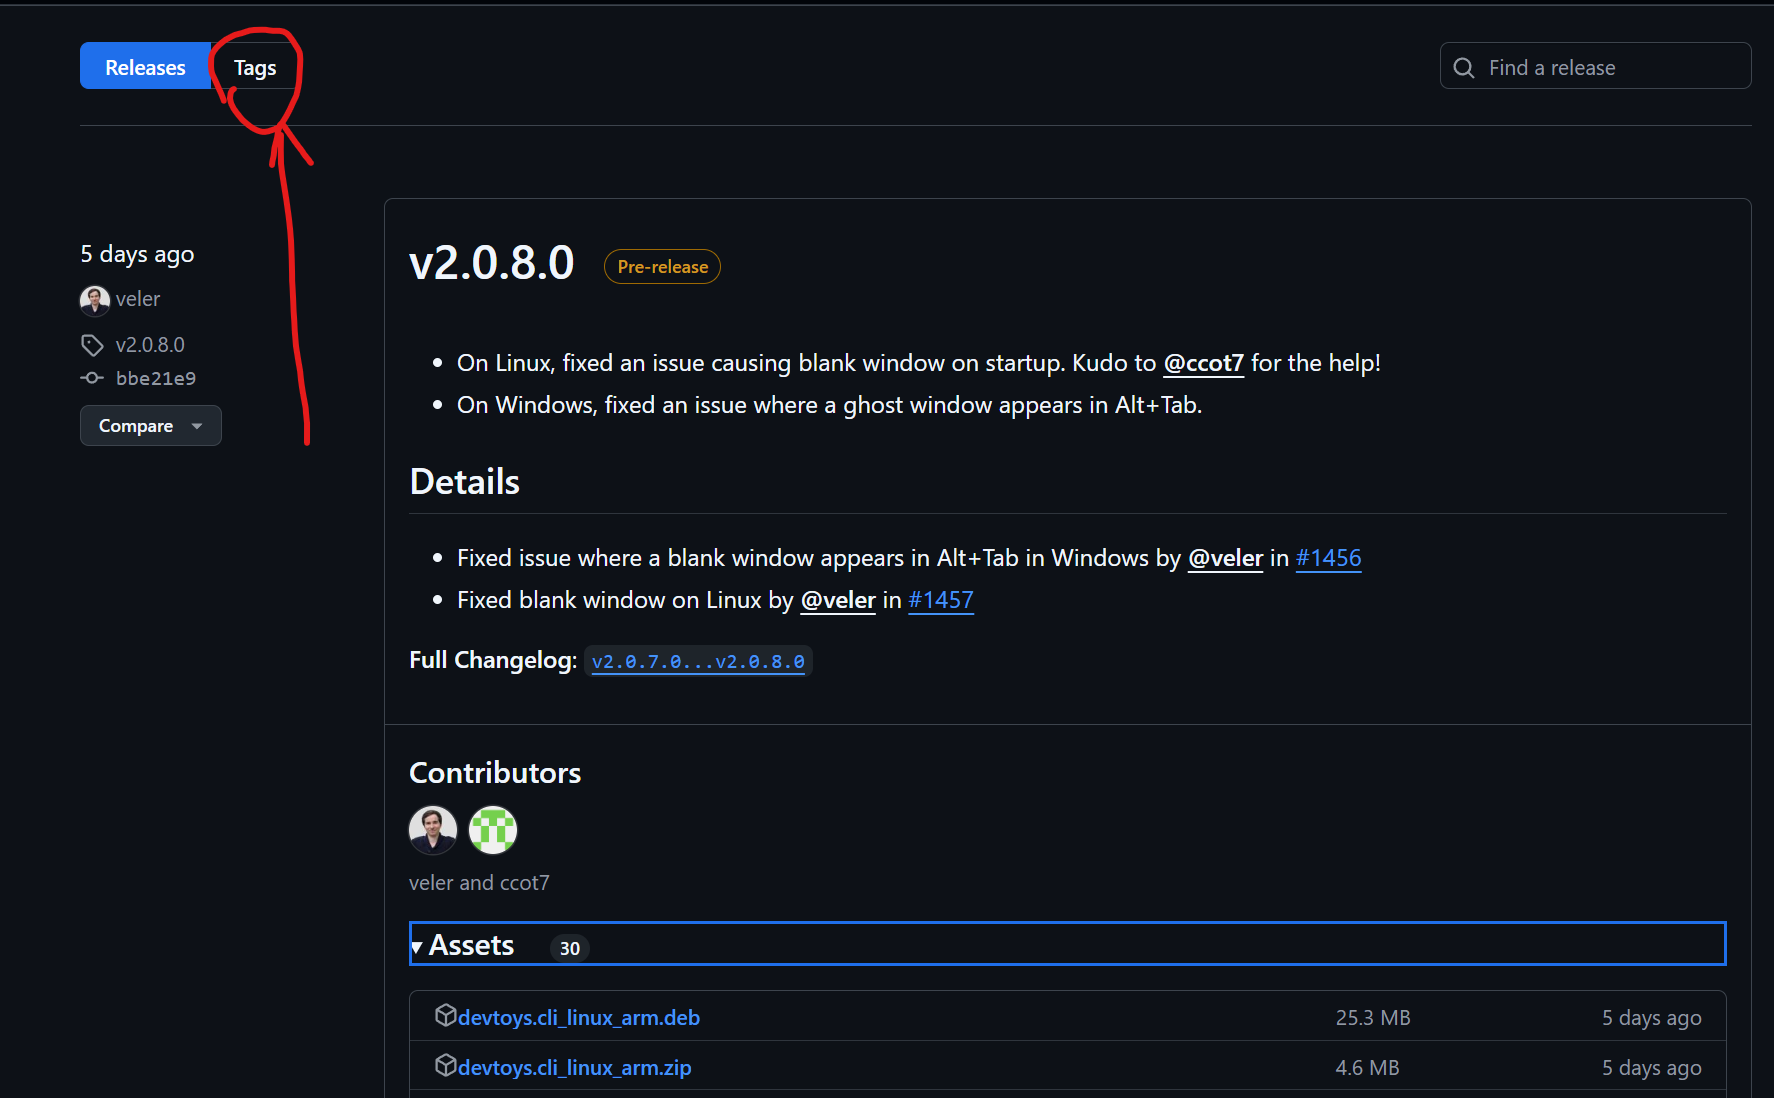 Releases Tags Find a release
5 days ago
veler
v2.0.8.0
bbe21e9
Compare
v2.0.8.0 Pre-release
• On Linux, fixed an issue causing blank window on startup. Kudo to @ccot7 for the help!
• On Windows, fixed an issue where a ghost window appears in Alt+Tab.
Details
• Fixed issue where a blank window appears in Alt+Tab in Windows by @veler in #1456
• Fixed blank window on Linux by @veler in #1457
Full Changelog: v2.0.7.0...v2.0.8.0
Contributors
veler and ccot7
Assets 30
devtoys.cli_linux_arm.deb 25.3 MB 5 days ago
devtoys.cli_linux_arm.zip 4.6 MB 5 days ago